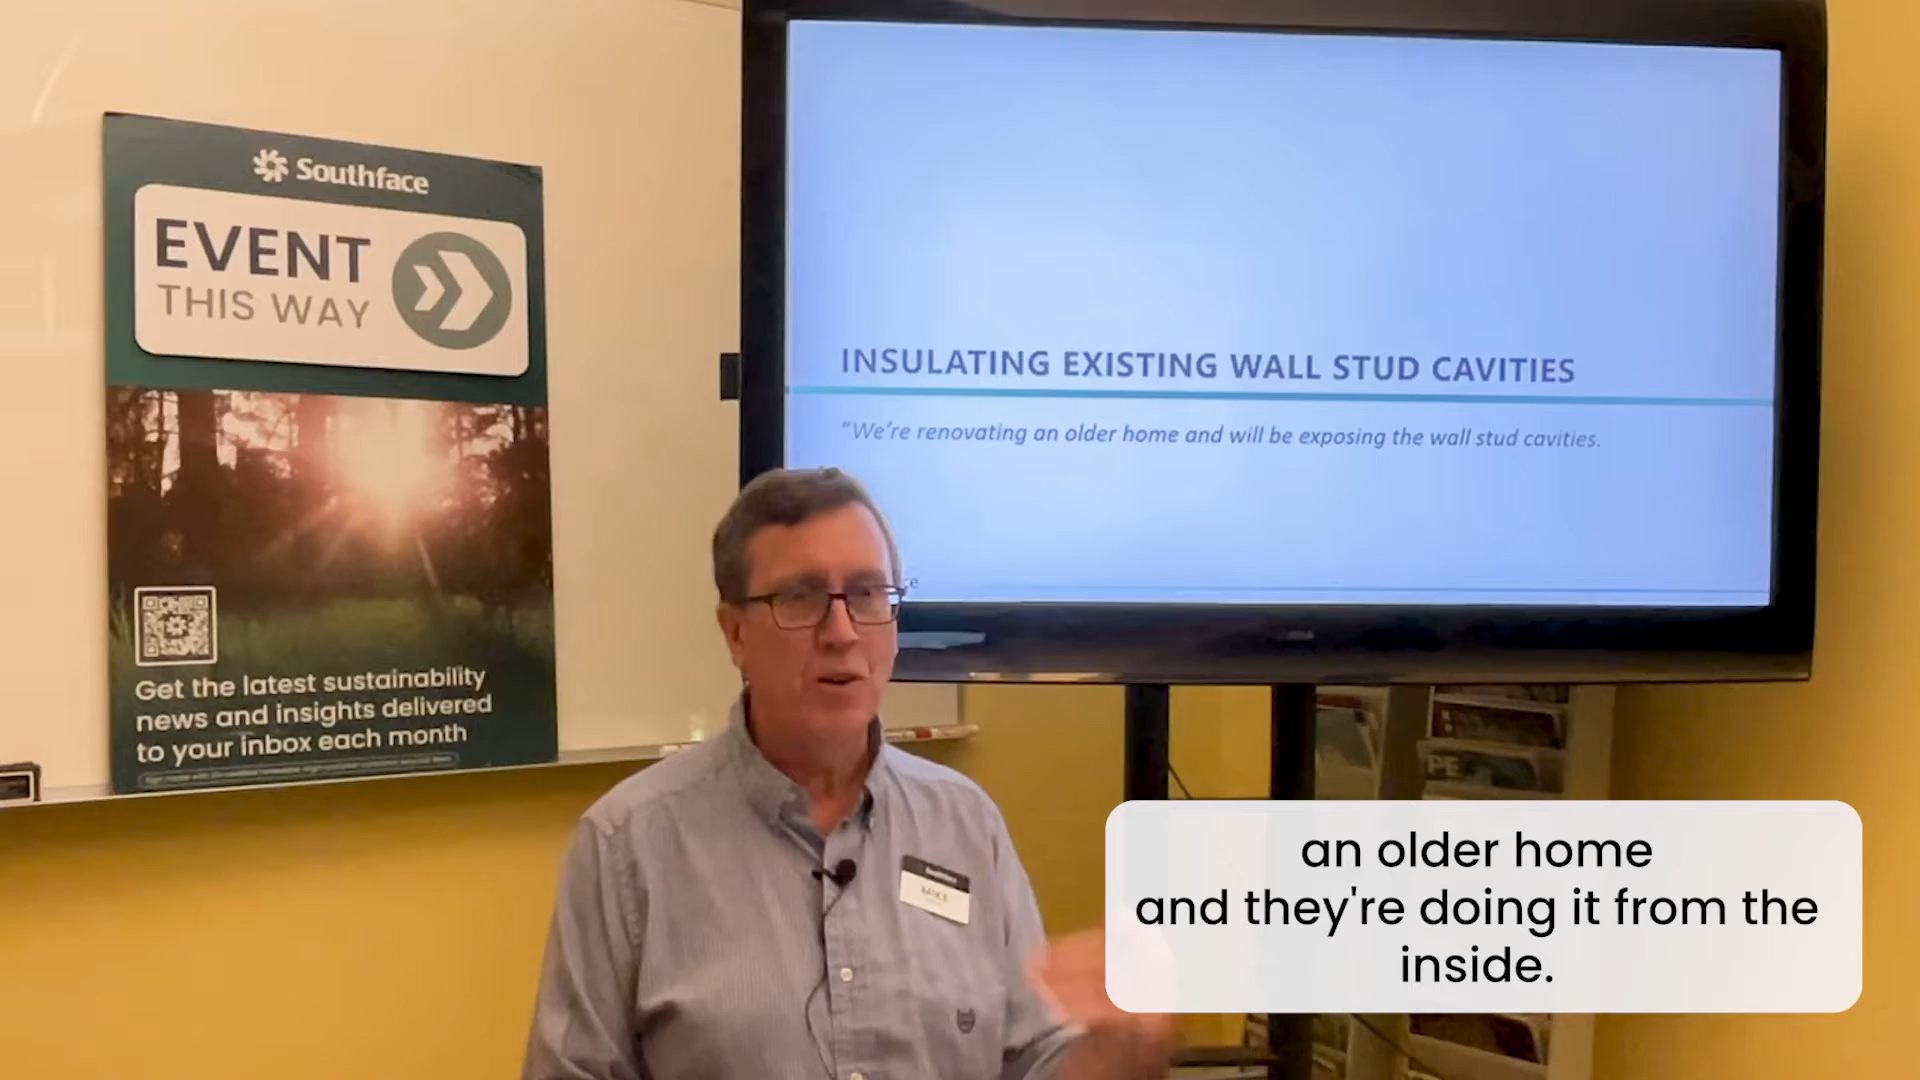 Southface
EVENT
THIS WAY
Get the latest sustainability
news and insights delivered
to your inbox each month
INSULATING EXISTING WALL STUD CAVITIES
"We're renovating an older home and will be exposing the wall stud cavities.
MIKE
PE
an older home
and they're doing it from the
inside.